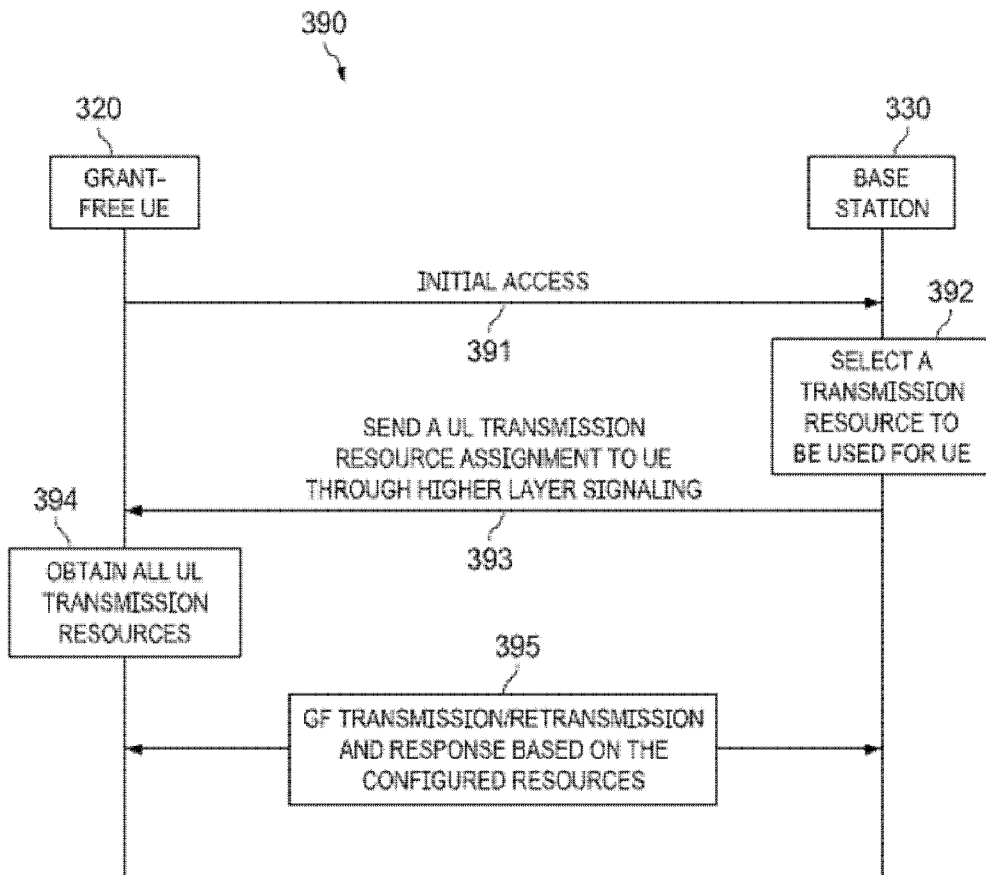 390
320
330
GRANT-
FREE UE
BASE
STATION
INITIAL ACCESS
391
392
SELECT A
TRANSMISSION
RESOURCE TO
BE USED FOR UE
SEND A UL TRANSMISSION
RESOURCE ASSIGNMENT TO UE
THROUGH HIGHER LAYER SIGNALING
393
394
OBTAIN ALL UL
TRANSMISSION
RESOURCES
395
GF TRANSMISSION/RETRANSMISSION
AND RESPONSE BASED ON THE
CONFIGURED RESOURCES